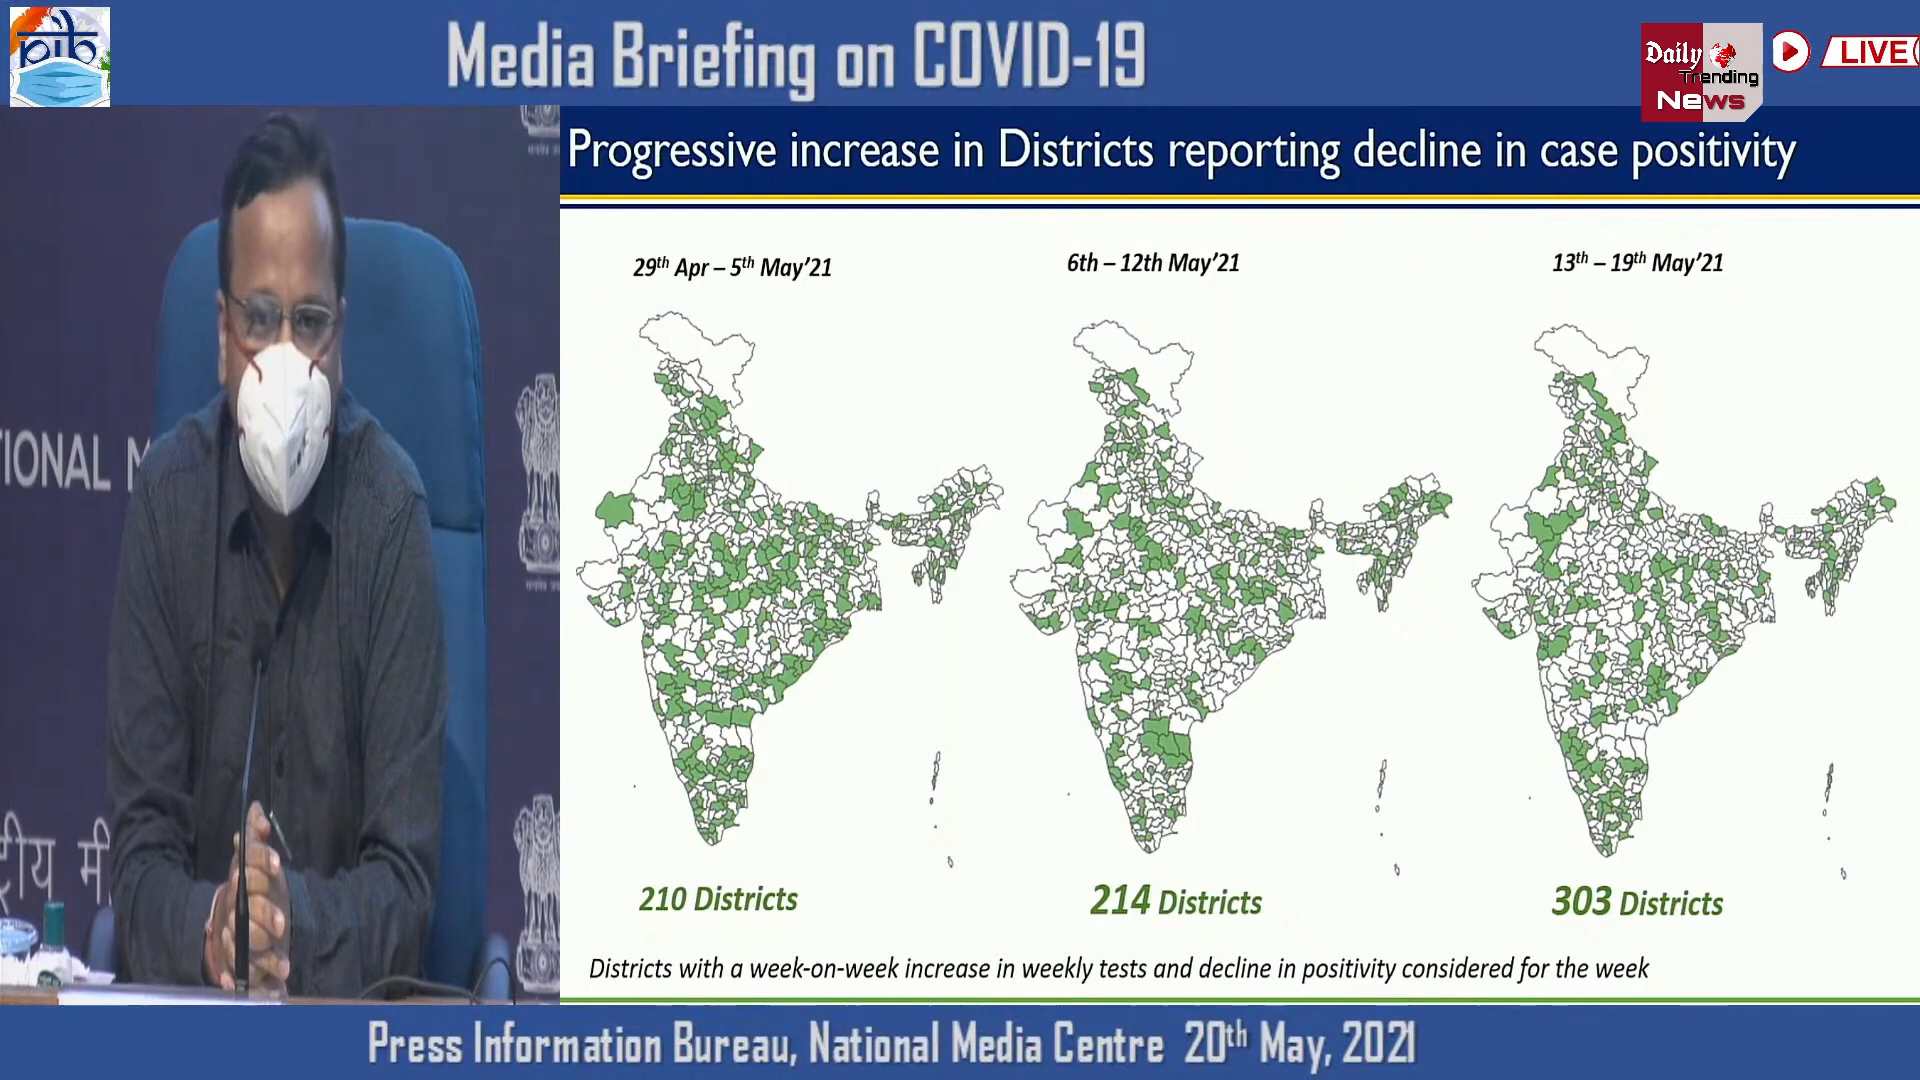 pib
Media Briefing on COVID-19
Daily
Trending
News
LIVE
Progressive increase in Districts reporting decline in case positivity
29th Apr – 5th May'21
6th – 12th May'21
13th – 19th May'21
TIONAL M
ट्रीय मी
210 Districts
214 Districts
303 Districts
Districts with a week-on-week increase in weekly tests and decline in positivity considered for the week
Press Information Bureau, National Media Centre 20th May, 2021